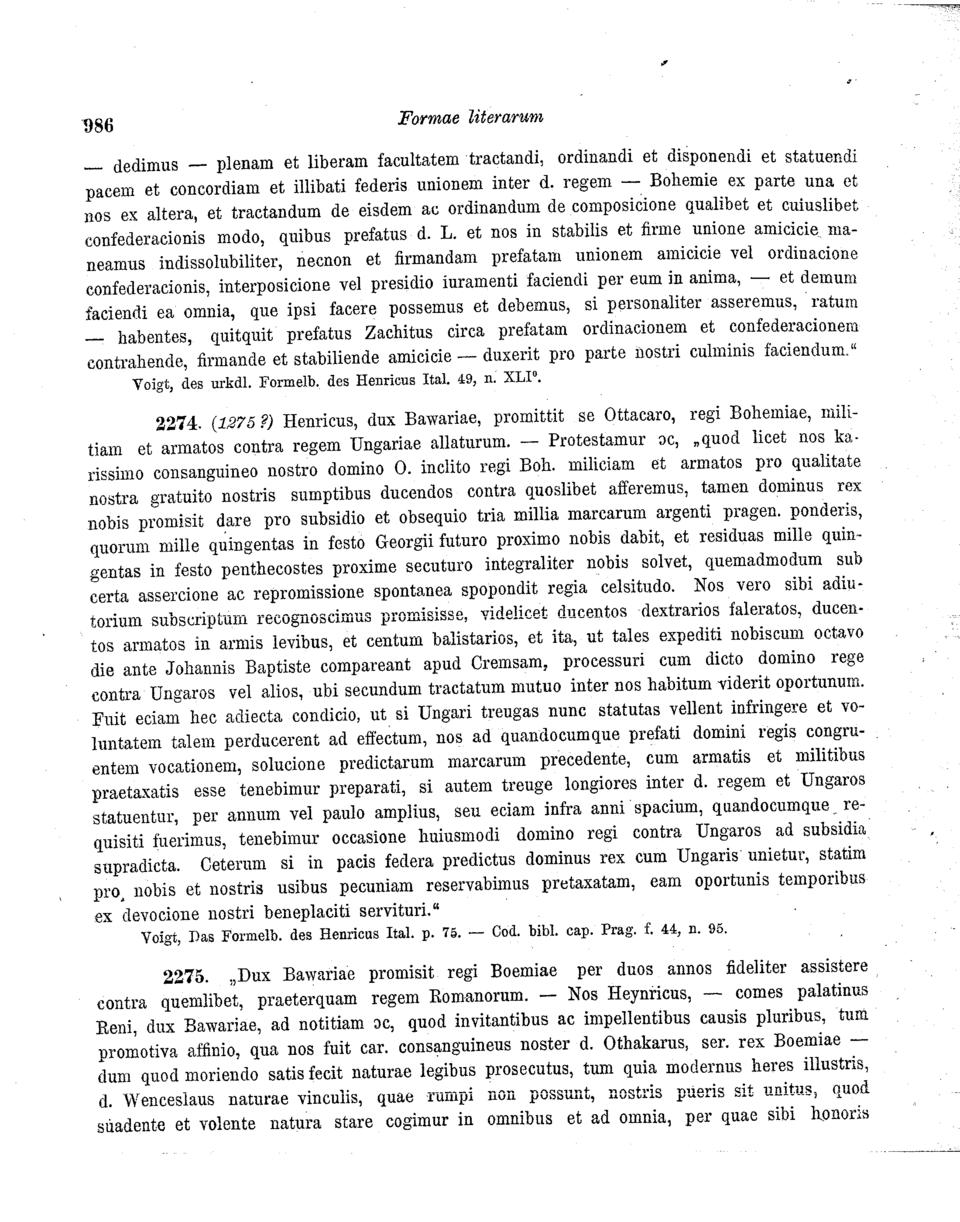 986
Formae literarum
— dedimus — plenam et liberam facultatem tractandi, ordinandi et disponendi et statuendi
pacem et concordiam et illibati federis unionem inter d. regem — Bohemie ex parte una et
nos ex altera, et tractandum de eisdem ac ordinandum de composicione qualibet et cuiuslibet
confederacionis modo, quibus prefatus d. L. et nos in stabilis et firme unione amicicie ma-
neamus indissolubiliter, necnon et firmandam prefatam unionem amicicie vel ordinacione
confederacionis, interposicione vel presidio iuramenti faciendi per eum in anima, — et demum
faciendi ea omnia, que ipsi facere possemus et debemus, si personaliter asseremus, ratum
— habentes, quitquit prefatus Zachitus circa prefatam ordinacionem et confederacionem
contrahende, firmande et stabiliende amicicie — duxerit pro parte nostri culminis faciendum.“
Voigt, des urkdl. Formelb. des Henricus Ital. 49, n. XLI⁰.
2274. (1275 ?) Henricus, dux Bawariae, promittit se Ottacaro, regi Bohemiae, mili-
tiam et armatos contra regem Ungariae allaturum. — Protestamur ɔc, „quod licet nos ka-
rissimo consanguineo nostro domino O. inclito regi Boh. miliciam et armatos pro qualitate
nostra gratuito nostris sumptibus ducendos contra quoslibet afferemus, tamen dominus rex
nobis promisit dare pro subsidio et obsequio tria millia marcarum argenti pragen. ponderis,
quorum mille quingentas in festo Georgii futuro proximo nobis dabit, et residuas mille quin-
gentas in festo penthecostes proxime secuturo integraliter nobis solvet, quemadmodum sub
certa assercione ac repromissione spontanea spopondit regia celsitudo. Nos vero sibi adiu-
torium subscriptum recognoscimus promisisse, videlicet ducentos dextrarios faleratos, ducen-
tos armatos in armis levibus, et centum balistarios, et ita, ut tales expediti nobiscum octavo
die ante Johannis Baptiste compareant apud Cremsam, processuri cum dicto domino rege
contra Ungaros vel alios, ubi secundum tractatum mutuo inter nos habitum viderit oportunum.
Fuit eciam hec adiecta condicio, ut si Ungari treugas nunc statutas vellent infringere et vo-
luntatem talem perducerent ad effectum, nos ad quandocumque prefati domini regis congru-
entem vocationem, solucione predictarum marcarum precedente, cum armatis et militibus
praetaxatis esse tenebimur preparati, si autem treuge longiores inter d. regem et Ungaros
statuentur, per annum vel paulo amplius, seu eciam infra anni spacium, quandocumque re-
quisiti fuerimus, tenebimur occasione huiusmodi domino regi contra Ungaros ad subsidia
supradicta. Ceterum si in pacis federa predictus dominus rex cum Ungaris unietur, statim
pro nobis et nostris usibus pecuniam reservabimus pretaxatam, eam oportunis temporibus
ex devocione nostri beneplaciti servituri.“
Voigt, Das Formelb. des Henricus Ital. p. 75. — Cod. bibl. cap. Prag. f. 44, n. 95.
2275. „Dux Bawariae promisit regi Boemiae per duos annos fideliter assistere
contra quemlibet, praeterquam regem Romanorum. — Nos Heynricus, — comes palatinus
Reni, dux Bawariae, ad notitiam ɔc, quod invitantibus ac impellentibus causis pluribus, tum
promotiva affinio, qua nos fuit car. consanguineus noster d. Othakarus, ser. rex Boemiae —
dum quod moriendo satis fecit naturae legibus prosecutus, tum quia modernus heres illustris,
d. Wenceslaus naturae vinculis, quae rumpi non possunt, nostris pueris sit unitus, quod
suadente et volente natura stare cogimur in omnibus et ad omnia, per quae sibi honoris